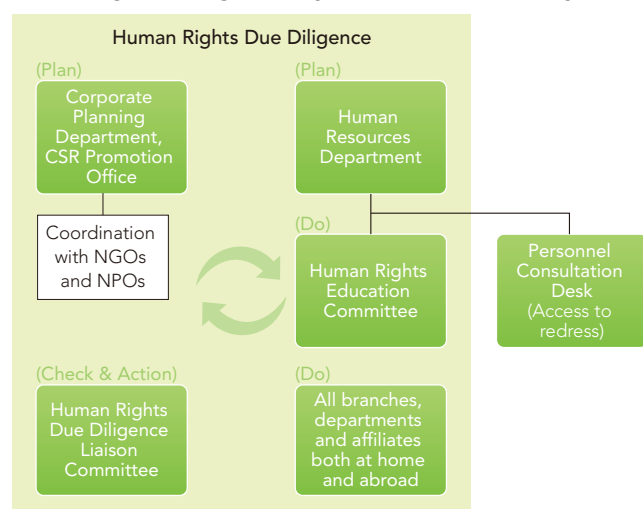 Human Rights Due Diligence
(Plan)
Corporate
Planning
Department,
CSR Promotion
Office
Coordination
with NGOs
and NPOs
(Plan)
Human
Resources
Department
(Do)
Human Rights
Education
Committee
Personnel
Consultation
Desk
(Access to
redress)
(Check & Action)
Human Rights
Due Diligence
Liaison
Committee
(Do)
All branches,
departments
and affiliates
both at home
and abroad